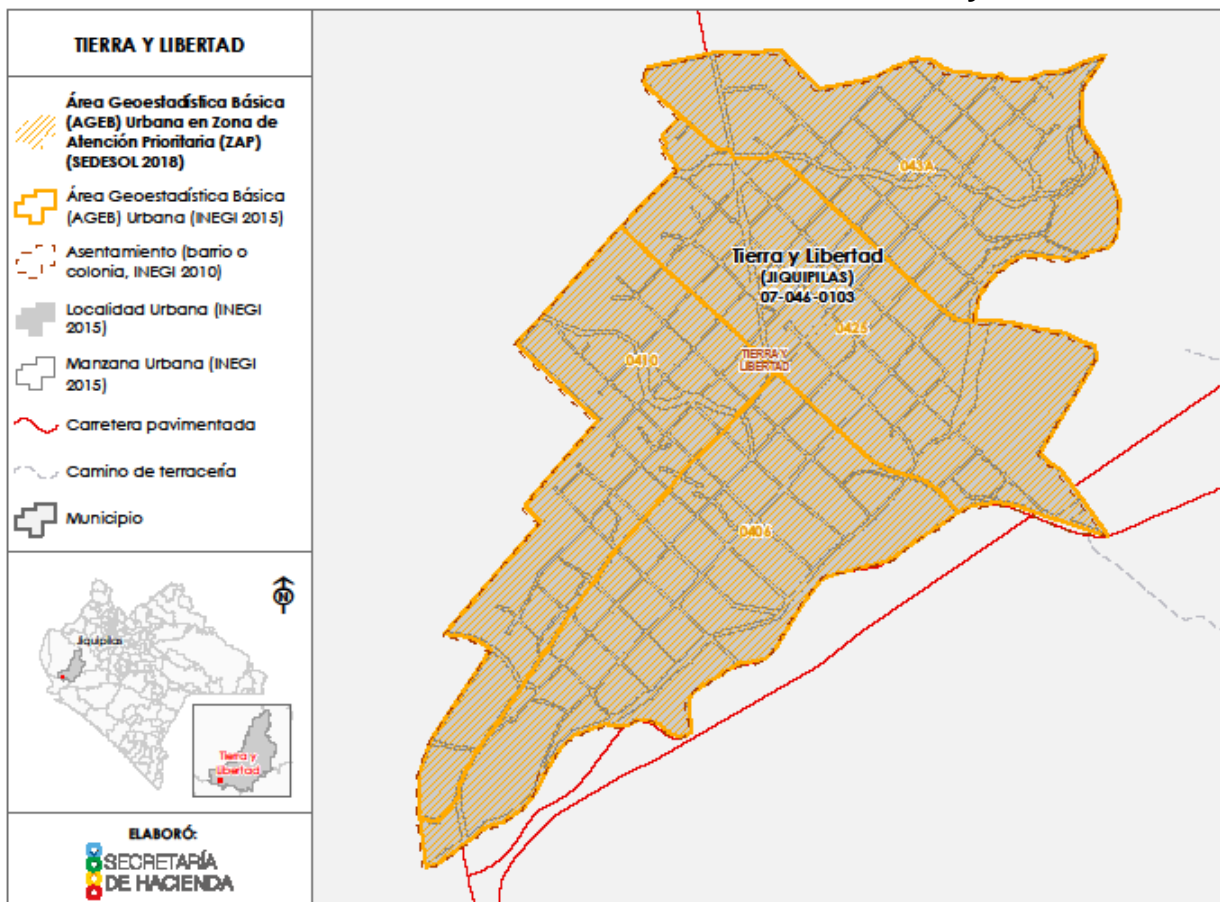 TIERRA Y LIBERTAD
Área Geoestadística Básica
(AGEB) Urbana en Zona de
Atención Prioritaria (ZAP)
(SEDESOL 2018)
Área Geoestadística Básica
(AGEB) Urbana (INEGI 2015)
Asentamiento (barrio o
colonia, INEGI 2010)
Localidad Urbana (INEGI
2015)
Manzana Urbana (INEGI
2015)
Carretera pavimentada
Camino de terracería
Municipio
Jiquipilas
N
Tierra y
Libertad
ELABORÓ:
SECRETARÍA
DE HACIENDA
043A
Tierra y Libertad
(JIQUIPILAS)
07-046-0103
0425
0410
TIERRA Y
LIBERTAD
0406